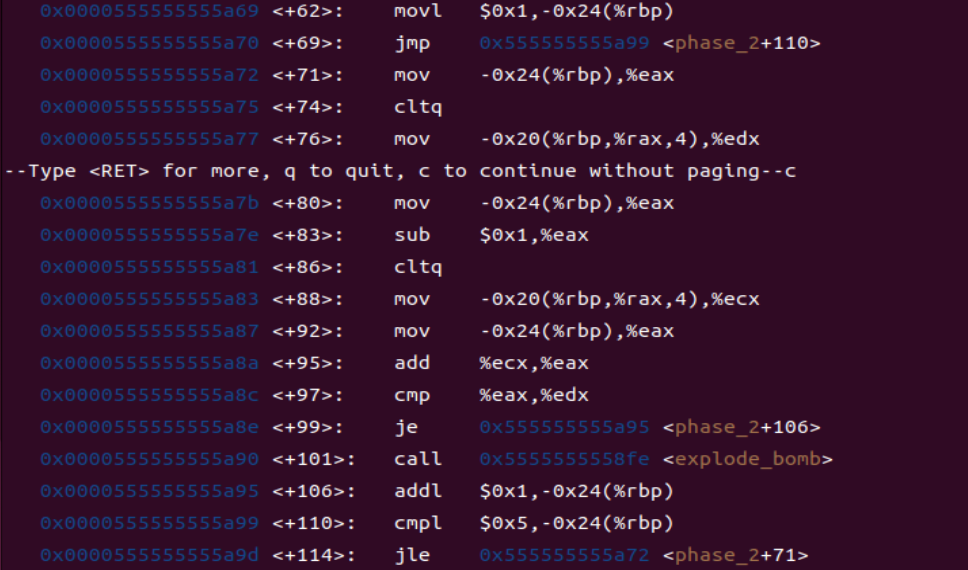 0x0000555555555a69 <+62>: movl $0x1,-0x24(%rbp)
0x0000555555555a70 <+69>: jmp 0x555555555a99 <phase_2+110>
0x0000555555555a72 <+71>: mov -0x24(%rbp),%eax
0x0000555555555a75 <+74>: cltq
0x0000555555555a77 <+76>: mov -0x20(%rbp,%rax,4),%edx
--Type <RET> for more, q to quit, c to continue without paging--c
0x0000555555555a7b <+80>: mov -0x24(%rbp),%eax
0x0000555555555a7e <+83>: sub $0x1,%eax
0x0000555555555a81 <+86>: cltq
0x0000555555555a83 <+88>: mov -0x20(%rbp,%rax,4),%ecx
0x0000555555555a87 <+92>: mov -0x24(%rbp),%eax
0x0000555555555a8a <+95>: add %ecx,%eax
0x0000555555555a8c <+97>: cmp %eax,%edx
0x0000555555555a8e <+99>: je 0x555555555a95 <phase_2+106>
0x0000555555555a90 <+101>: call 0x5555555558fe <explode_bomb>
0x0000555555555a95 <+106>: addl $0x1,-0x24(%rbp)
0x0000555555555a99 <+110>: cmpl $0x5,-0x24(%rbp)
0x0000555555555a9d <+114>: jle 0x555555555a72 <phase_2+71>